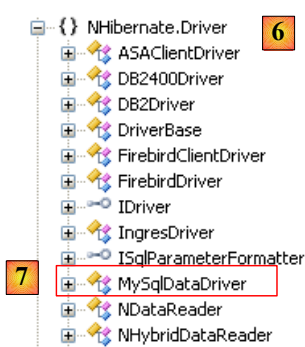 NHibernate.Driver
6
ASAClientDriver
DB2400Driver
DB2Driver
DriverBase
FirebirdClientDriver
FirebirdDriver
IDriver
IngresDriver
ISqlParameterFormatter
7
MySqlDataDriver
NDataReader
NHybridDataReader